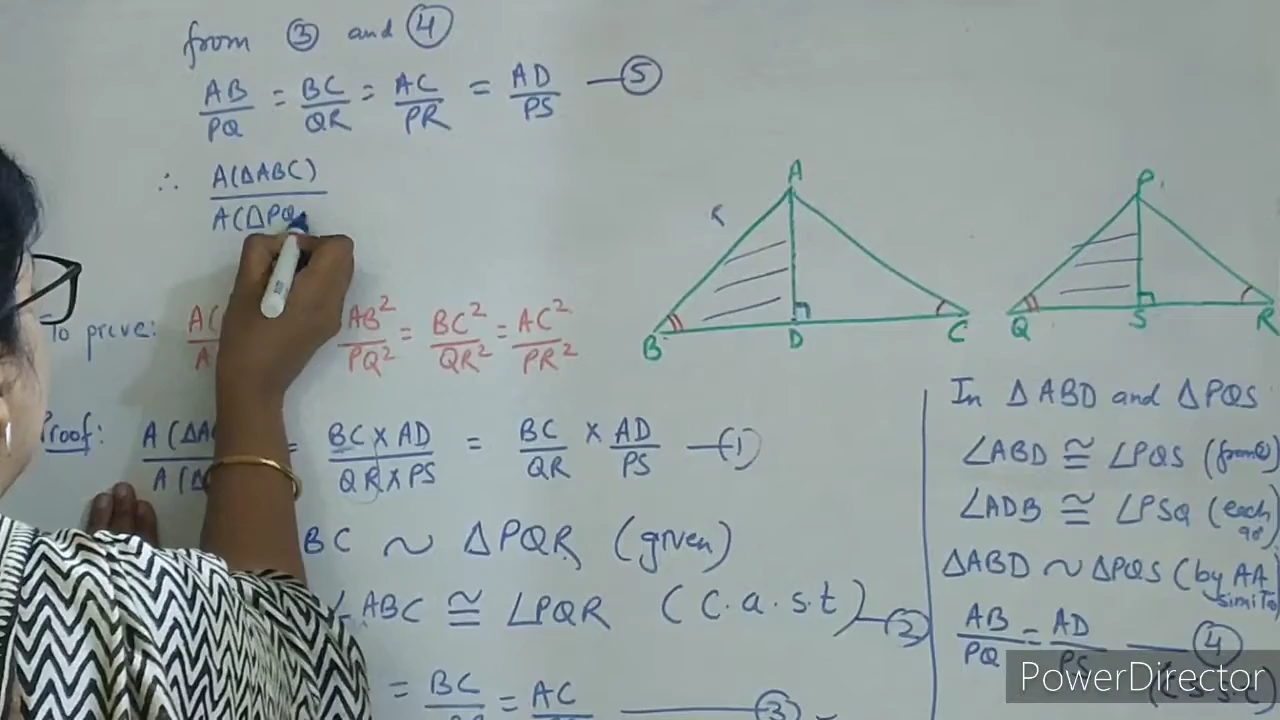 from ③ and ④
AB/PQ = BC/QR = AC/PR = AD/PS —⑤
∴ A(ΔABC)/A(ΔPQ
To prove: AB²/PQ² = BC²/QR² = AC²/PR²
Proof: = BC × AD/QR × PS = BC/QR × AD/PS —(1)
BC ~ ΔPQR (given)
∠ABC ≅ ∠PQR (C.a.s.t) —②
= BC = AC —③
A
B
D
C
P
Q
S
R
In ΔABD and ΔPQS
∠ABD ≅ ∠PQS (from②)
∠ADB ≅ ∠PSQ (each 90°
ΔABD ~ ΔPQS (by AA
AB/PQ = AD/PS —④
PowerDirector